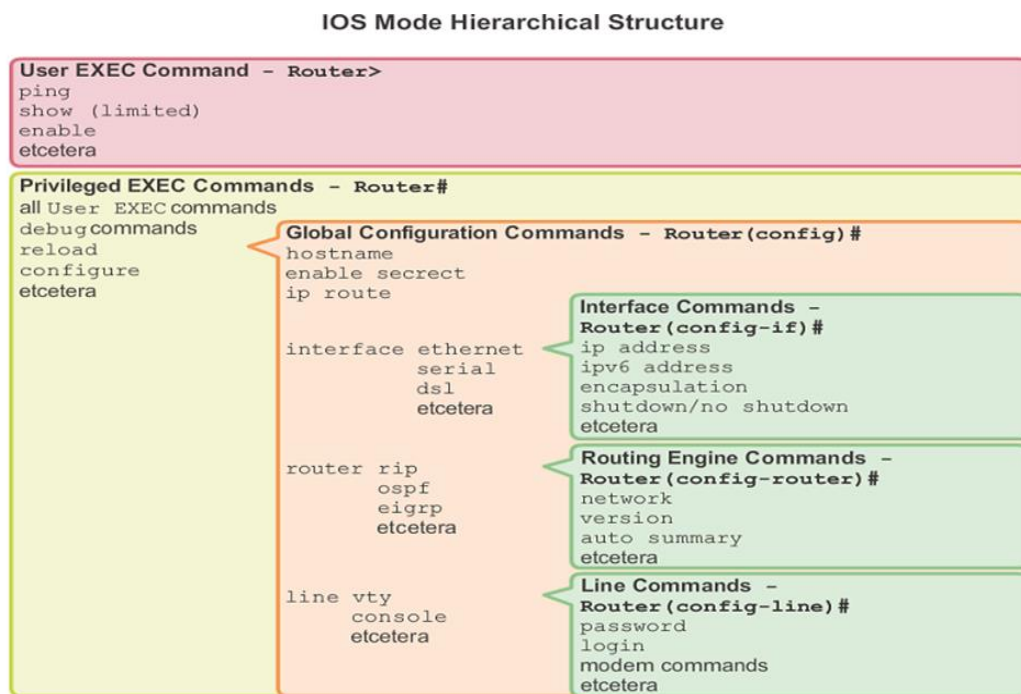 IOS Mode Hierarchical Structure
User EXEC Command - Router>
ping
show (limited)
enable
etcetera
Privileged EXEC Commands - Router#
all User EXEC commands
debug commands
reload
configure
etcetera
Global Configuration Commands - Router(config)#
hostname
enable secrect
ip route
interface ethernet
serial
dsl
etcetera
Interface Commands -
Router(config-if)#
ip address
ipv6 address
encapsulation
shutdown/no shutdown
etcetera
router rip
ospf
eigrp
etcetera
Routing Engine Commands -
Router(config-router)#
network
version
auto summary
etcetera
line vty
console
etcetera
Line Commands -
Router(config-line)#
password
login
modem commands
etcetera